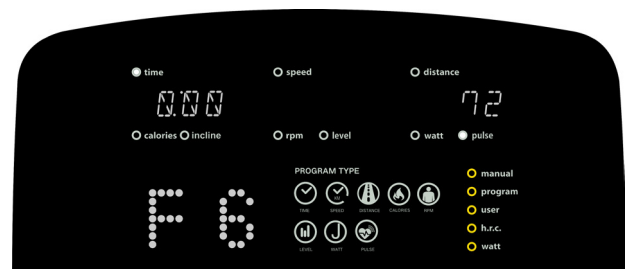 time speed distance
0:00 72
calories incline rpm level watt pulse
PROGRAM TYPE
manual
KM
program
TIME SPEED DISTANCE CALORIES RPM
user
F 6
h.r.c.
LEVEL WATT PULSE
watt